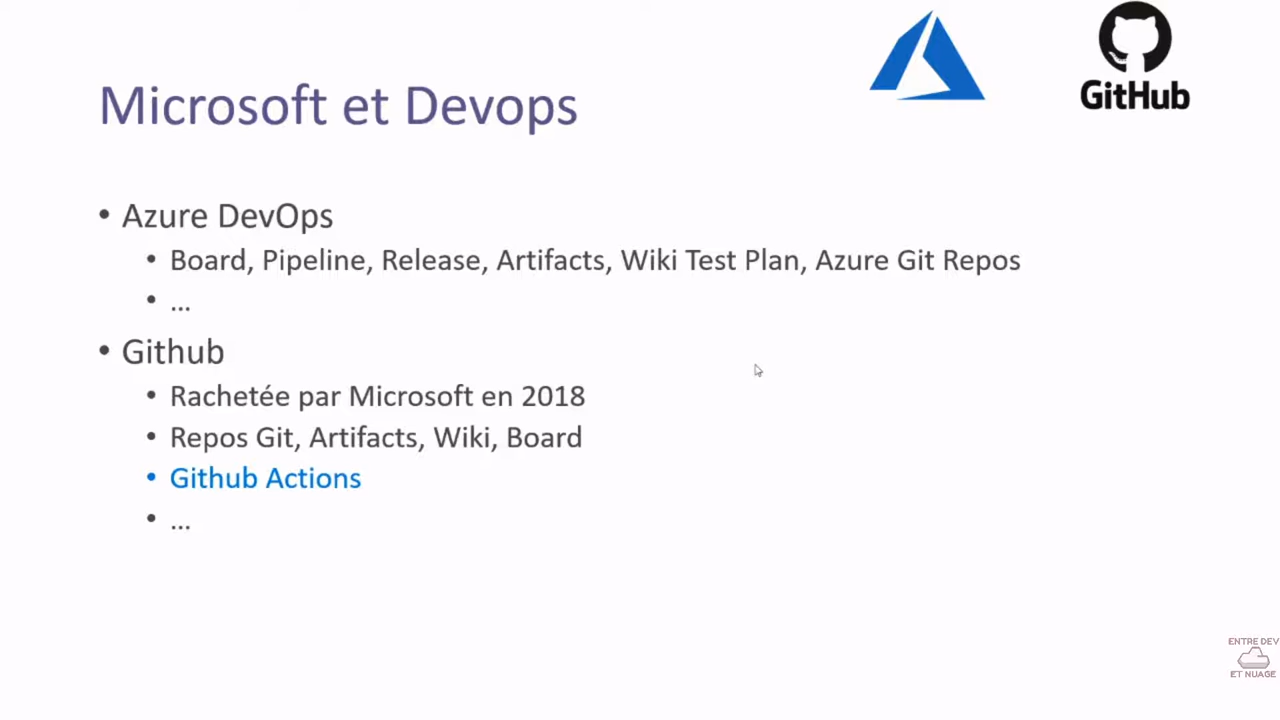 GitHub
Microsoft et Devops
• Azure DevOps
• Board, Pipeline, Release, Artifacts, Wiki Test Plan, Azure Git Repos
• ...
• Github
• Rachetée par Microsoft en 2018
• Repos Git, Artifacts, Wiki, Board
• Github Actions
• ...
ENTRE DEV
ET NUAGE